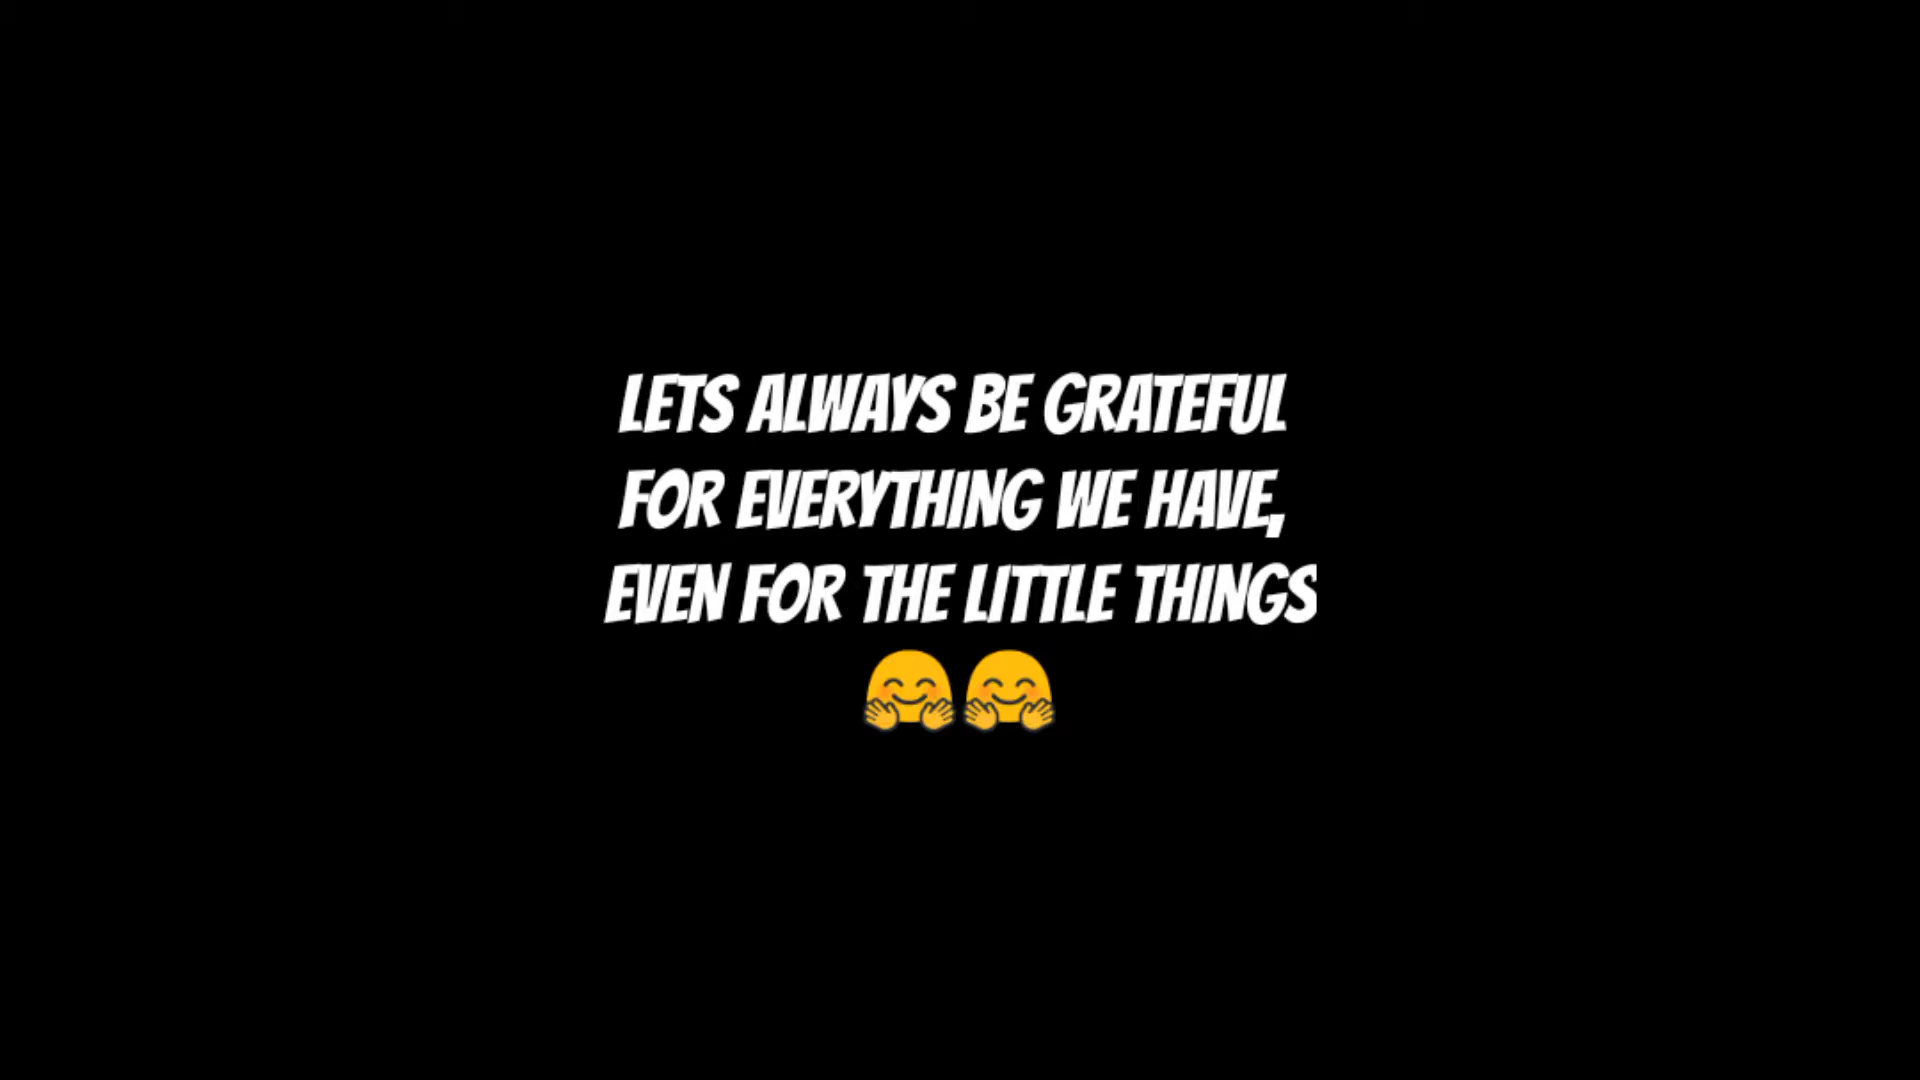 LETS ALWAYS BE GRATEFUL
FOR EVERYTHING WE HAVE,
EVEN FOR THE LITTLE THINGS
🤗🤗